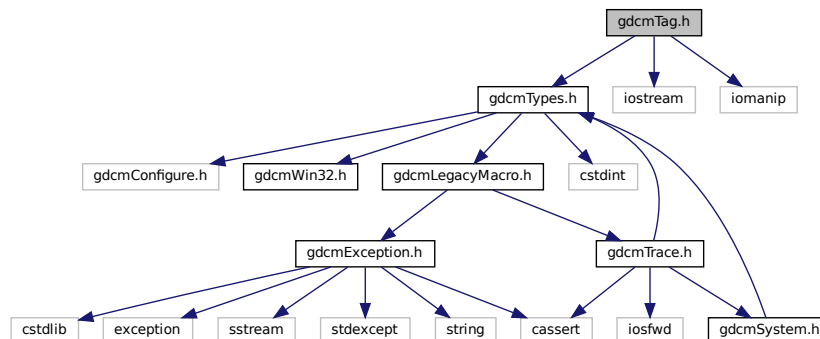 gdcmTag.h
gdcmTypes.h
iostream
iomanip
gdcmConfigure.h
gdcmWin32.h
gdcmLegacyMacro.h
cstdint
gdcmException.h
gdcmTrace.h
cstdlib
exception
sstream
stdexcept
string
cassert
iosfwd
gdcmSystem.h